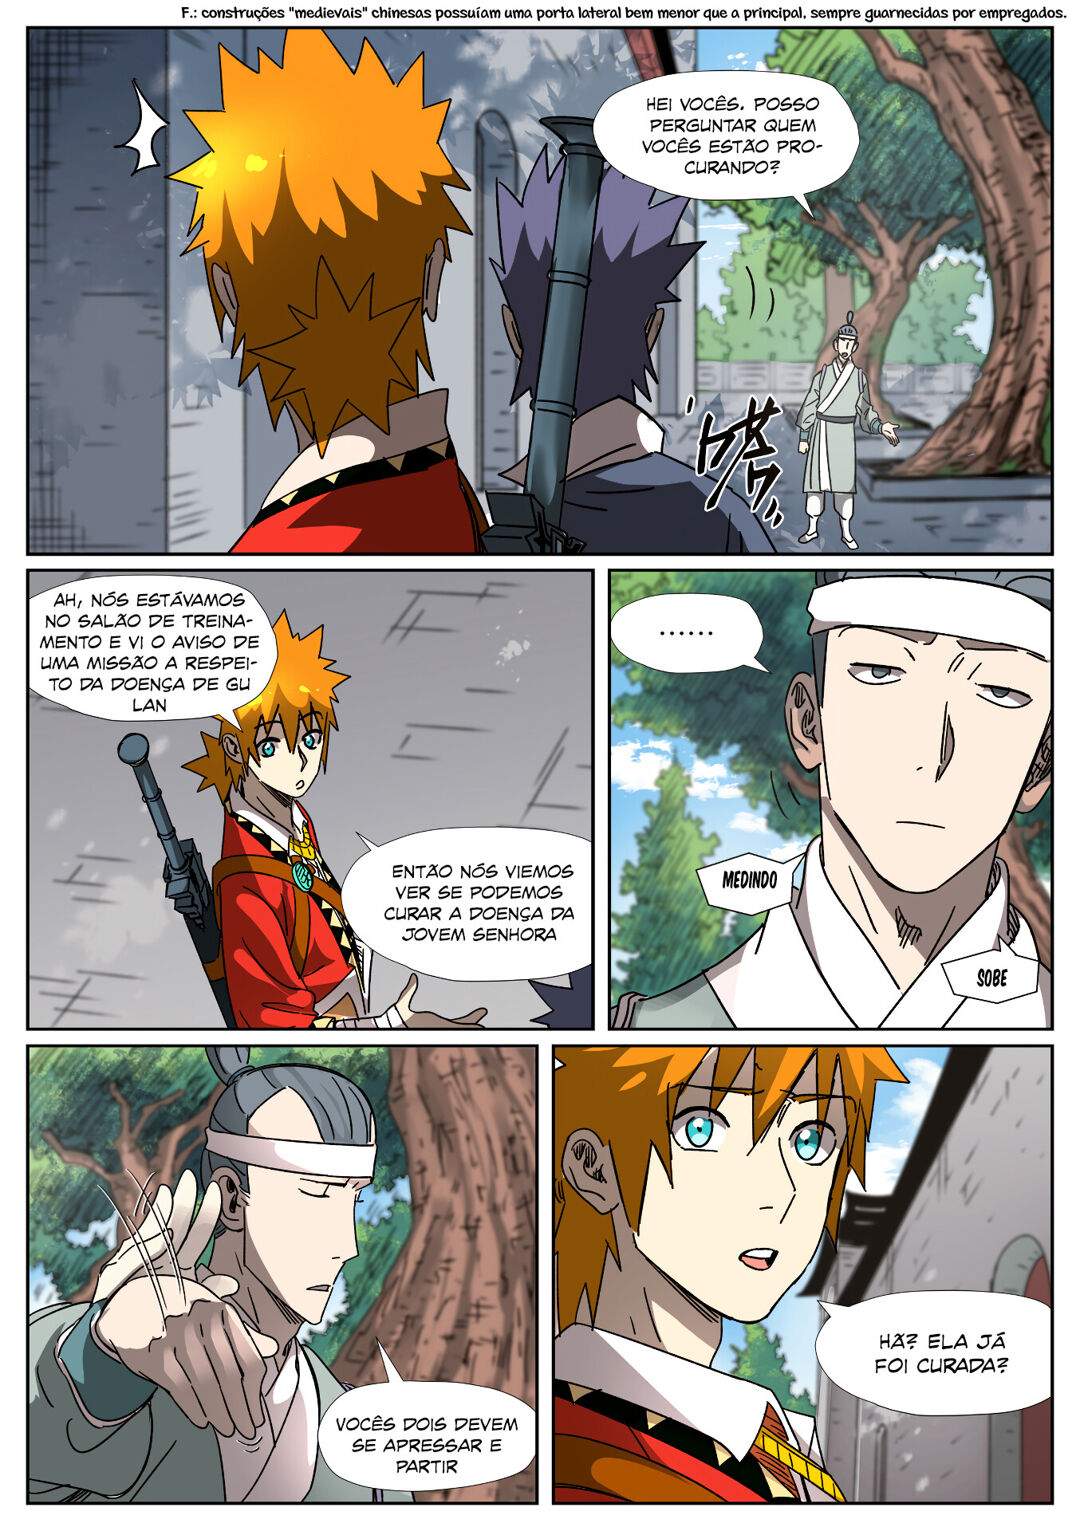 F.: construções "medievais" chinesas possuíam uma porta lateral bem menor que a principal, sempre guarnecidas por empregados.
HEI VOCÊS. POSSO
PERGUNTAR QUEM
VOCÊS ESTÃO PRO-
CURANDO?
AH, NÓS ESTÁVAMOS
NO SALÃO DE TREINA-
MENTO E VI O AVISO DE
UMA MISSÃO A RESPEI-
TO DA DOENÇA DE GU
LAN
ENTÃO NÓS VIEMOS
VER SE PODEMOS
CURAR A DOENÇA DA
JOVEM SENHORA
......
MEDINDO
SOBE
VOCÊS DOIS DEVEM
SE APRESSAR E
PARTIR
HÃ? ELA JÁ
FOI CURADA?